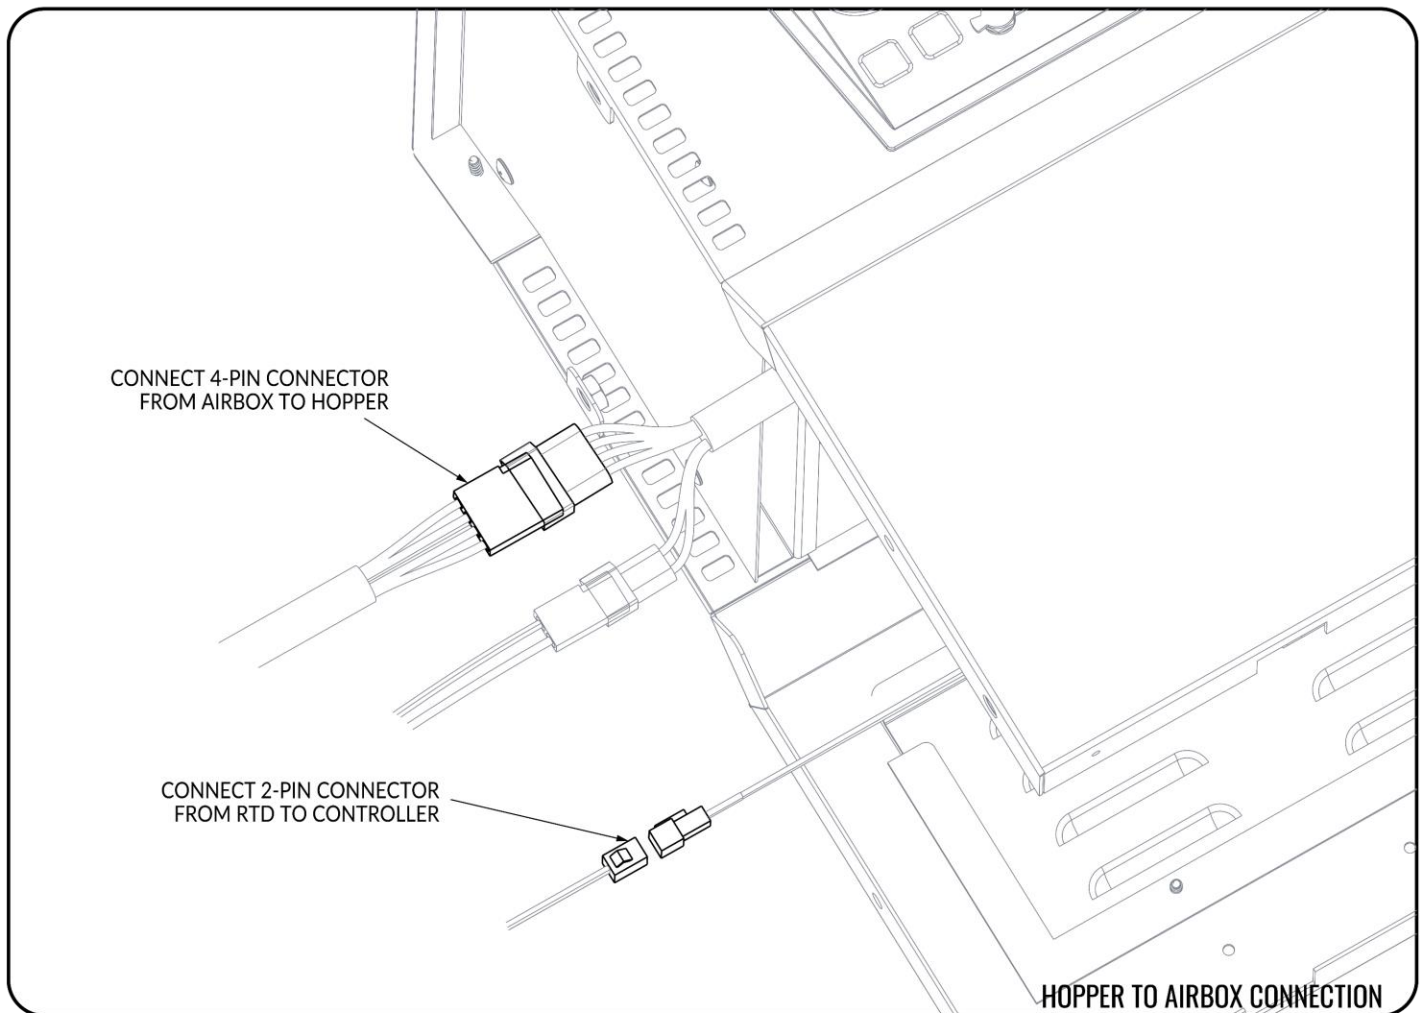 CONNECT 4-PIN CONNECTOR
FROM AIRBOX TO HOPPER
CONNECT 2-PIN CONNECTOR
FROM RTD TO CONTROLLER
HOPPER TO AIRBOX CONNECTION